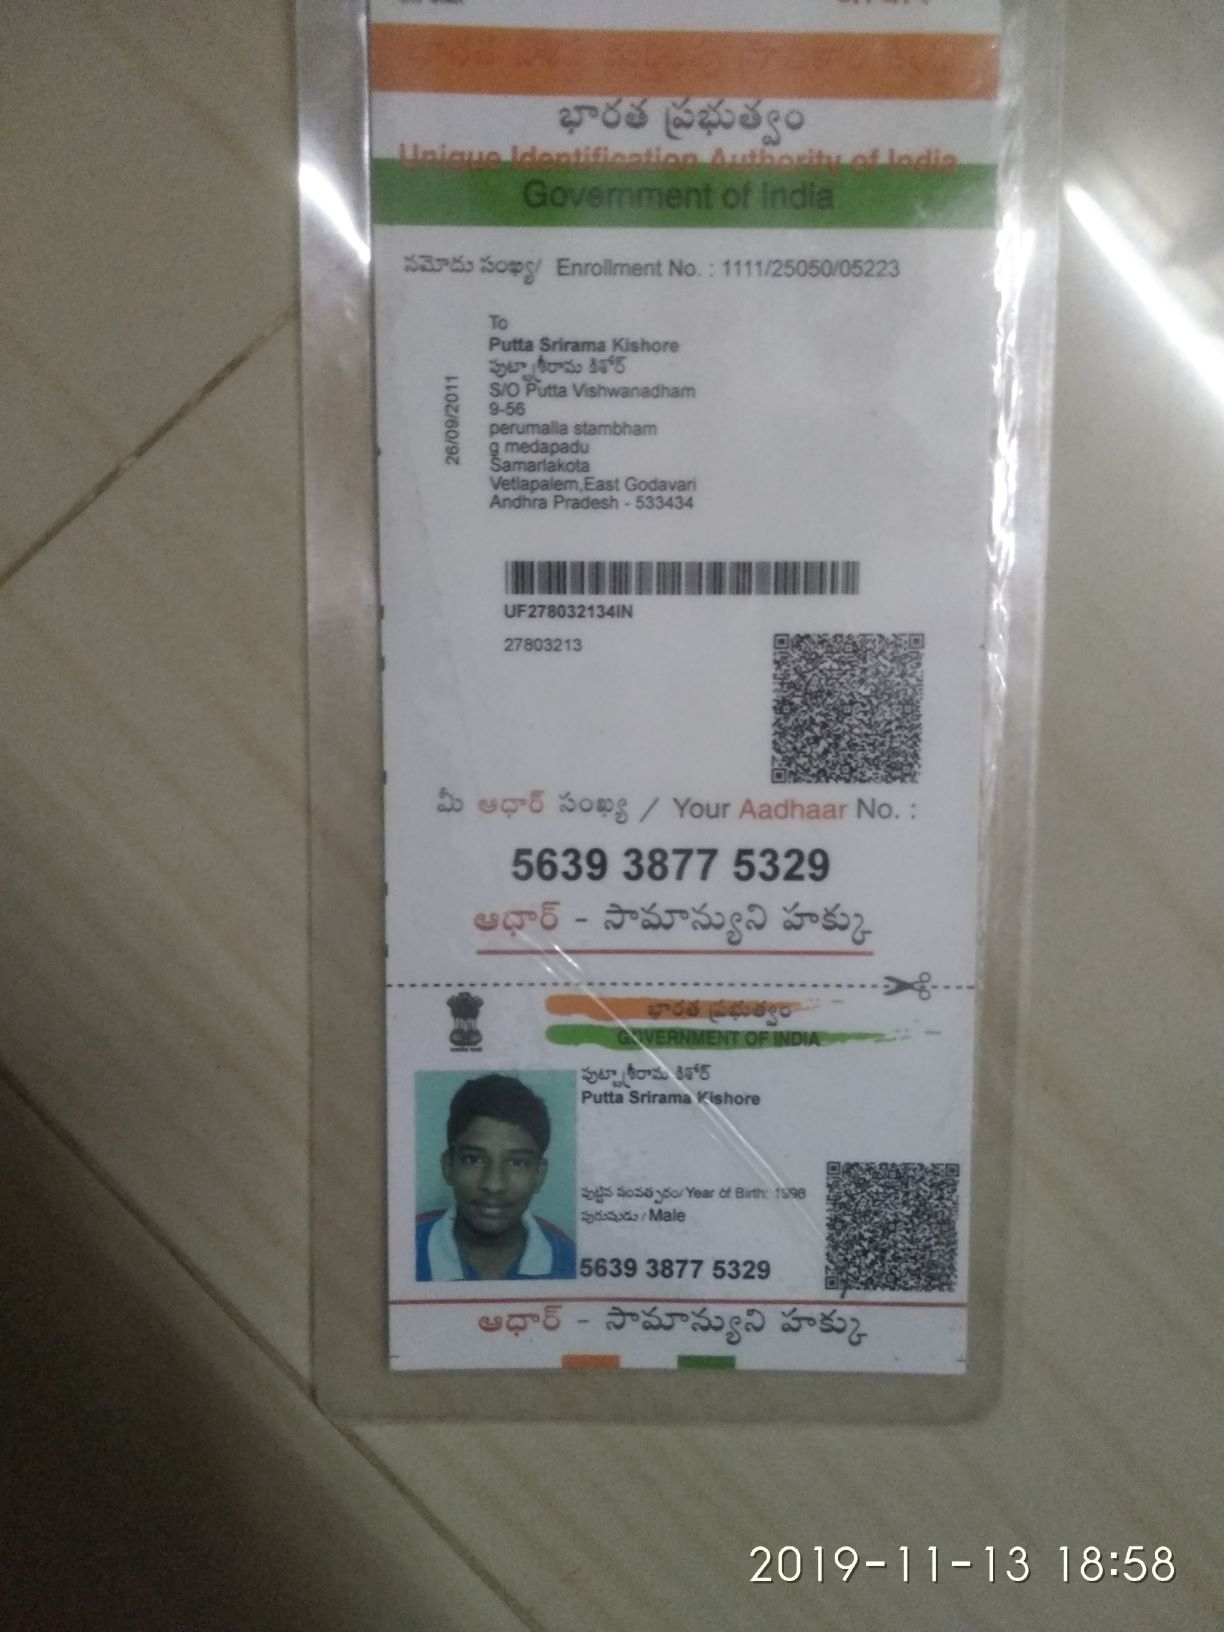 భారత ప్రభుత్వం
Unique Identification Authority of India
Government of India
నమోదు సంఖ్య/ Enrollment No. : 1111/25050/05223
To
Putta Srirama Kishore
పుట్టా శ్రీరామ కిశోర్
S/O Putta Vishwanadham
9-56
perumalla stambham
g medapadu
Samarlakota
Vetlapalem,East Godavari
Andhra Pradesh - 533434
26/09/2011
UF278032134IN
27803213
మీ ఆధార్ సంఖ్య / Your Aadhaar No. :
5639 3877 5329
ఆధార్ - సామాన్యుని హక్కు
భారత ప్రభుత్వం
GOVERNMENT OF INDIA
పుట్టా శ్రీరామ కిశోర్
Putta Srirama Kishore
పుట్టిన సంవత్సరం/Year of Birth: 1998
పురుషుడు / Male
5639 3877 5329
ఆధార్ - సామాన్యుని హక్కు
2019-11-13 18:58